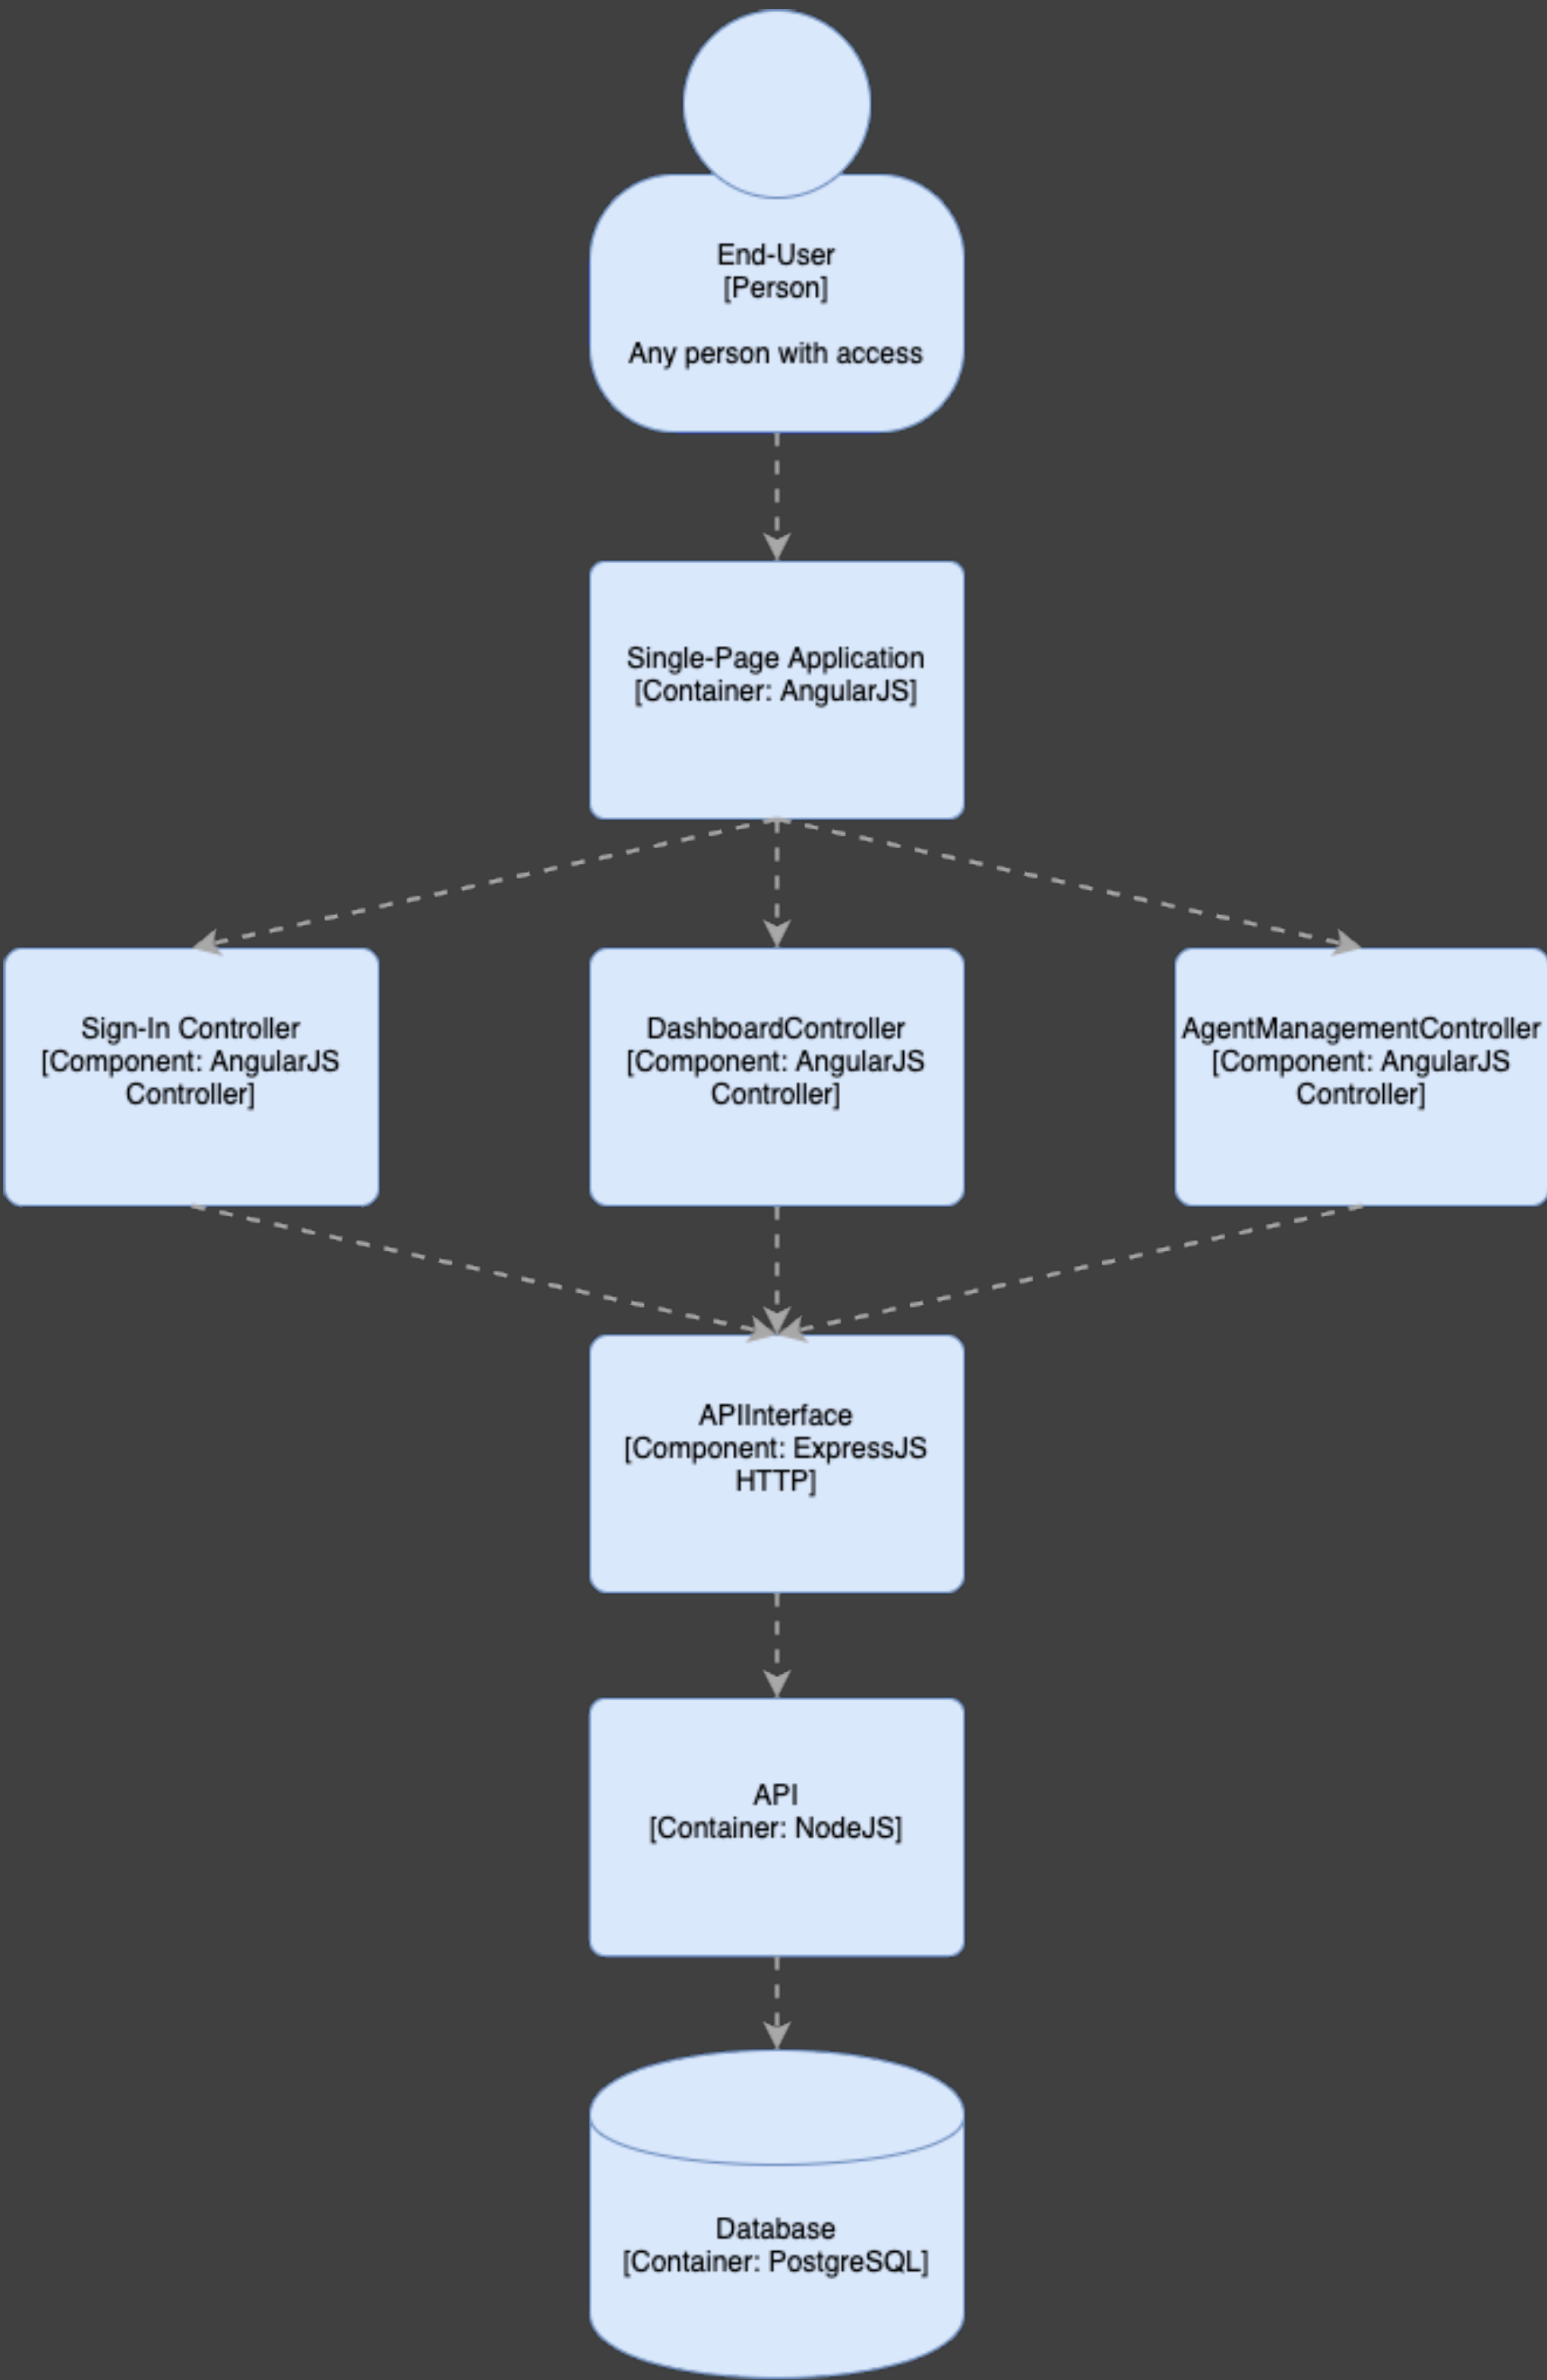 End-User
[Person]
Any person with access
Single-Page Application
[Container: AngularJS]
Sign-In Controller
[Component: AngularJS
Controller]
DashboardController
[Component: AngularJS
Controller]
AgentManagementController
[Component: AngularJS
Controller]
APIInterface
[Component: ExpressJS
HTTP]
API
[Container: NodeJS]
Database
[Container: PostgreSQL]